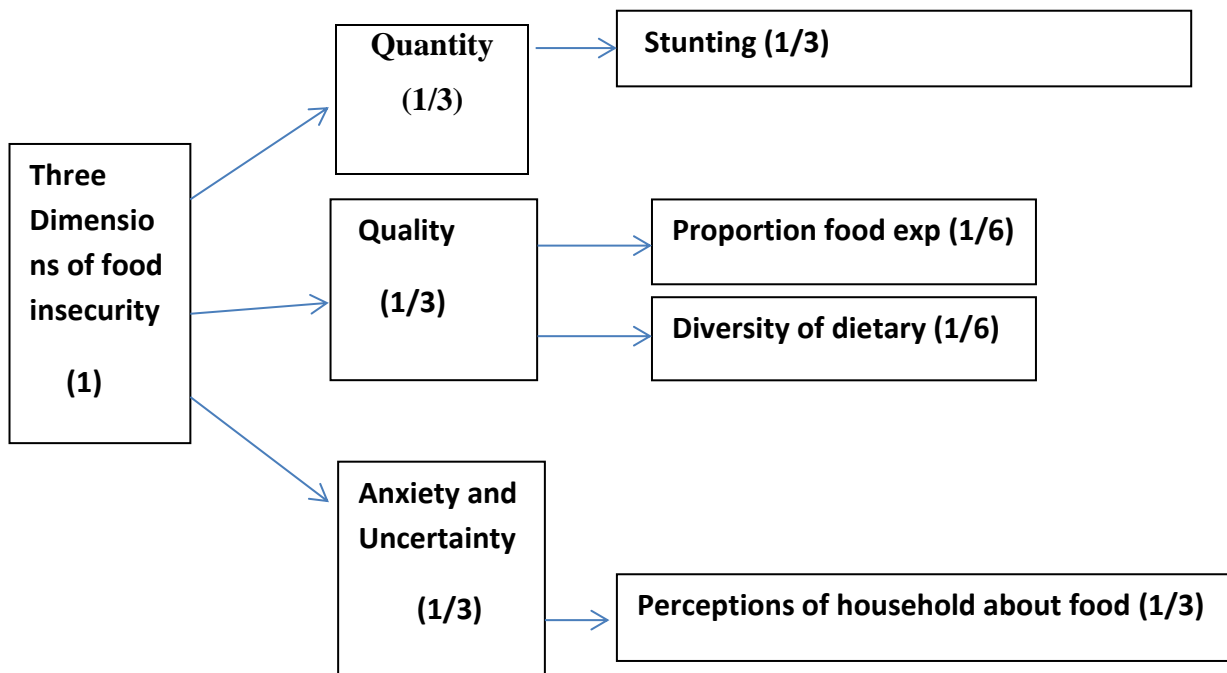 Three
Dimensio
ns of food
insecurity
(1)
Quantity
(1/3)
Stunting (1/3)
Quality
(1/3)
Proportion food exp (1/6)
Diversity of dietary (1/6)
Anxiety and
Uncertainty
(1/3)
Perceptions of household about food (1/3)